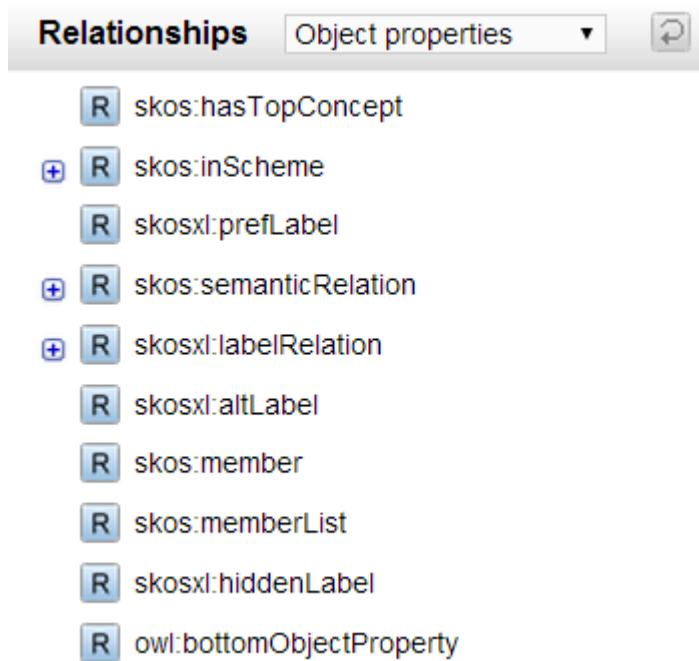 Relationships Object properties
R skos:hasTopConcept
R skos:inScheme
R skosxl:prefLabel
R skos:semanticRelation
R skosxl:labelRelation
R skosxl:altLabel
R skos:member
R skos:memberList
R skosxl:hiddenLabel
R owl:bottomObjectProperty